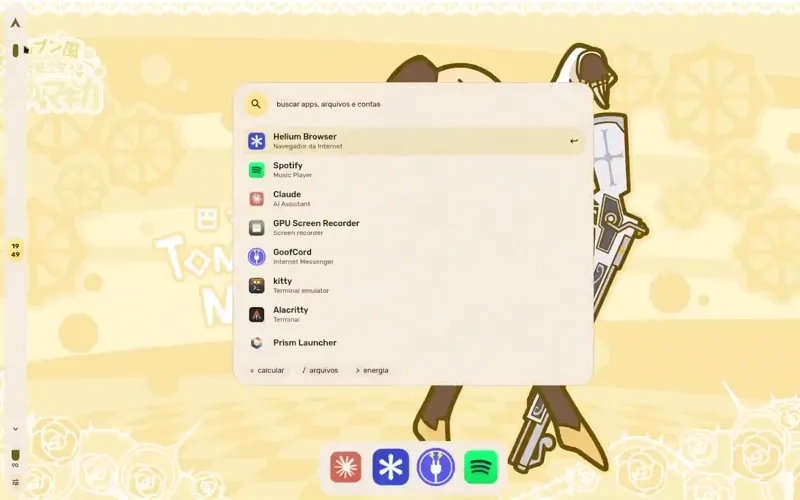 buscar apps, arquivos e contas
Helium Browser
Navegador da Internet
Spotify
Music Player
Claude
AI Assistant
GPU Screen Recorder
Screen recorder
GoofCord
Internet Messenger
kitty
Terminal emulator
Alacritty
Terminal
Prism Launcher
= calcular / arquivos > energia
19
49
90